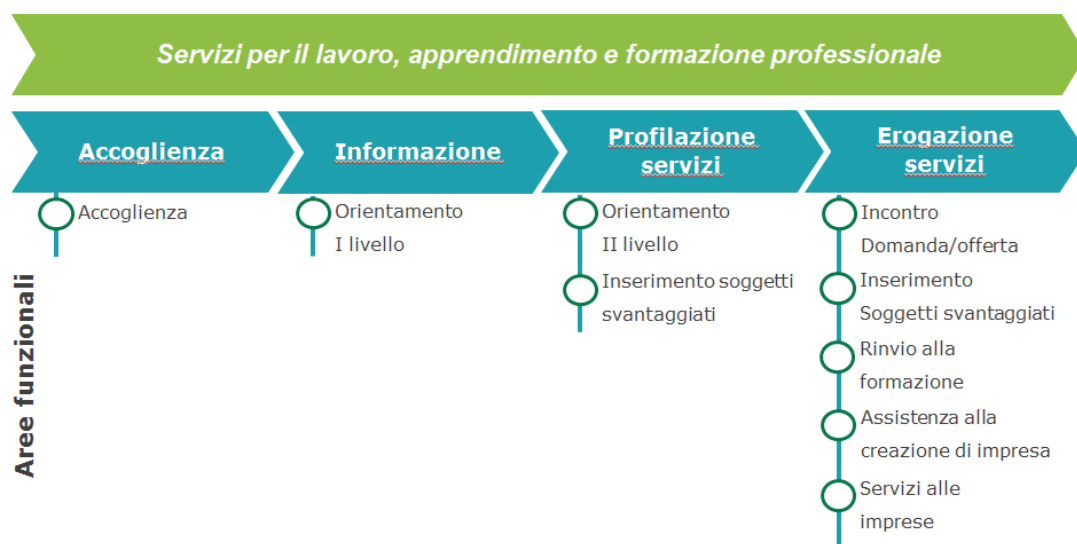 Servizi per il lavoro, apprendimento e formazione professionale
Accoglienza
Informazione
Profilazione
servizi
Erogazione
servizi
Aree funzionali
Accoglienza
Orientamento
I livello
Orientamento
II livello
Inserimento soggetti
svantaggiati
Incontro
Domanda/offerta
Inserimento
Soggetti svantaggiati
Rinvio alla
formazione
Assistenza alla
creazione di impresa
Servizi alle
imprese